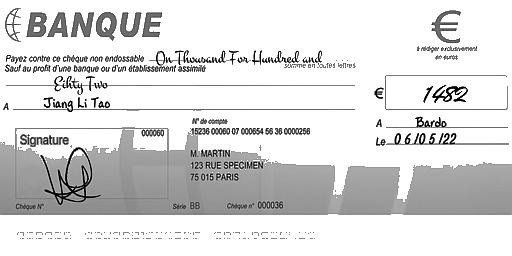 BANQUE
€
à rédiger exclusivement
en euros
Payez contre ce chèque non endossable On Thousand For Hundred and
somme en toutes lettres
Sauf au profit d'une banque ou d'un établissement assimilé
Eihty Two
€ 1482
A Jiang Li Tao
A Bardo
Le 06/05/22
Signature
000060
N° de compte
15236 00060 07 000654 56 36 0000256
M. MARTIN
123 RUE SPECIMEN
75 015 PARIS
Chèque N° Série BB Chéque n° 000036